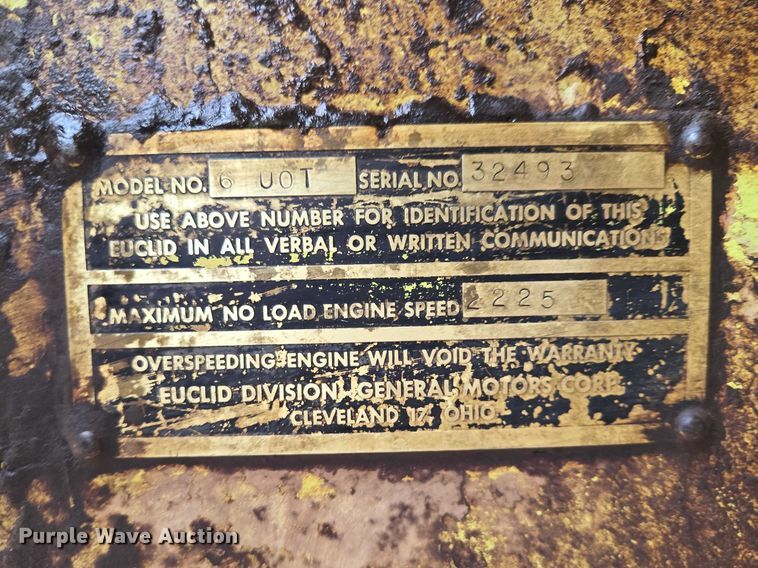 MODEL NO. 6 UOT SERIAL NO. 32493
USE ABOVE NUMBER FOR IDENTIFICATION OF THIS
EUCLID IN ALL VERBAL OR WRITTEN COMMUNICATIONS
MAXIMUM NO LOAD ENGINE SPEED 2225
OVERSPEEDING ENGINE WILL VOID THE WARRANTY
EUCLID DIVISION, GENERAL MOTORS CORP.
CLEVELAND 17, OHIO
Purple Wave Auction